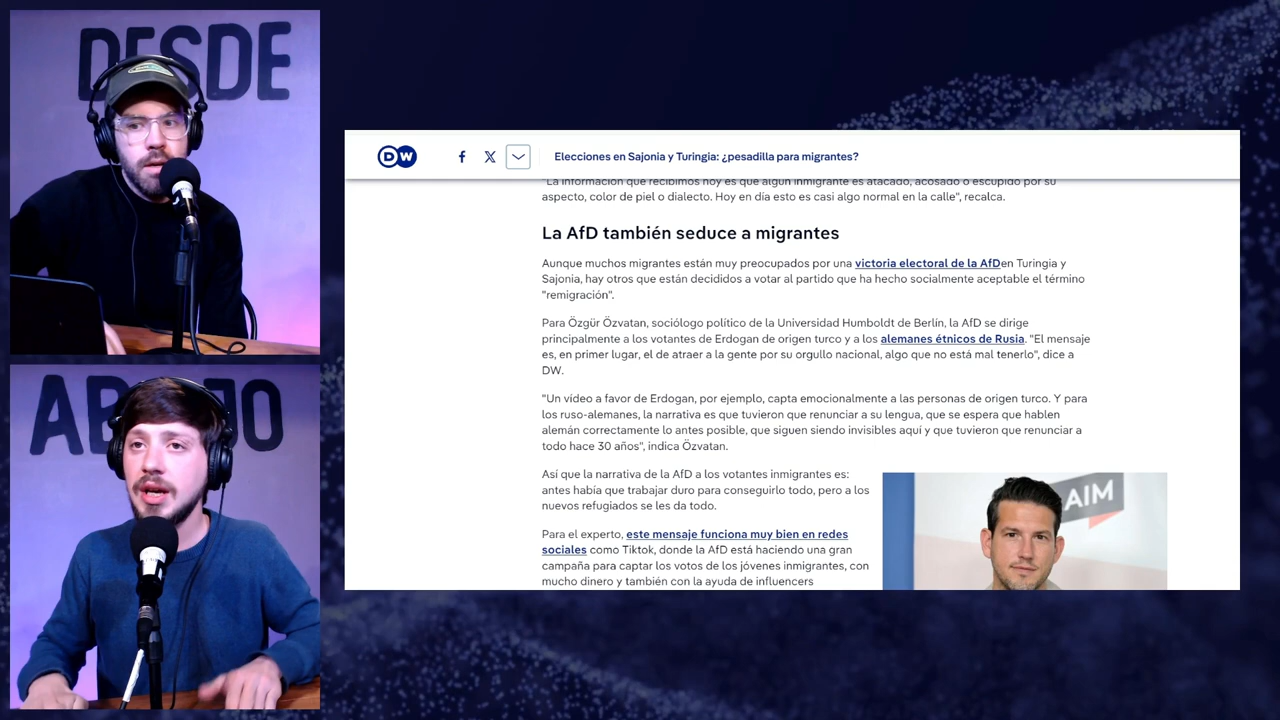 DESDE
ABAJO
DW
Elecciones en Sajonia y Turingia: ¿pesadilla para migrantes?
"La información que recibimos hoy es que algún inmigrante es atacado, acosado o escupido por su
aspecto, color de piel o dialecto. Hoy en día esto es casi algo normal en la calle", recalca.
La AfD también seduce a migrantes
Aunque muchos migrantes están muy preocupados por una victoria electoral de la AfDen Turingia y
Sajonia, hay otros que están decididos a votar al partido que ha hecho socialmente aceptable el término
"remigración".
Para Özgür Özvatan, sociólogo político de la Universidad Humboldt de Berlín, la AfD se dirige
principalmente a los votantes de Erdogan de origen turco y a los alemanes étnicos de Rusia. "El mensaje
es, en primer lugar, el de atraer a la gente por su orgullo nacional, algo que no está mal tenerlo", dice a
DW.
"Un vídeo a favor de Erdogan, por ejemplo, capta emocionalmente a las personas de origen turco. Y para
los ruso-alemanes, la narrativa es que tuvieron que renunciar a su lengua, que se espera que hablen
alemán correctamente lo antes posible, que siguen siendo invisibles aquí y que tuvieron que renunciar a
todo hace 30 años", indica Özvatan.
Así que la narrativa de la AfD a los votantes inmigrantes es:
antes había que trabajar duro para conseguirlo todo, pero a los
nuevos refugiados se les da todo.
Para el experto, este mensaje funciona muy bien en redes
sociales como Tiktok, donde la AfD está haciendo una gran
campaña para captar los votos de los jóvenes inmigrantes, con
mucho dinero y también con la ayuda de influencers
AIM